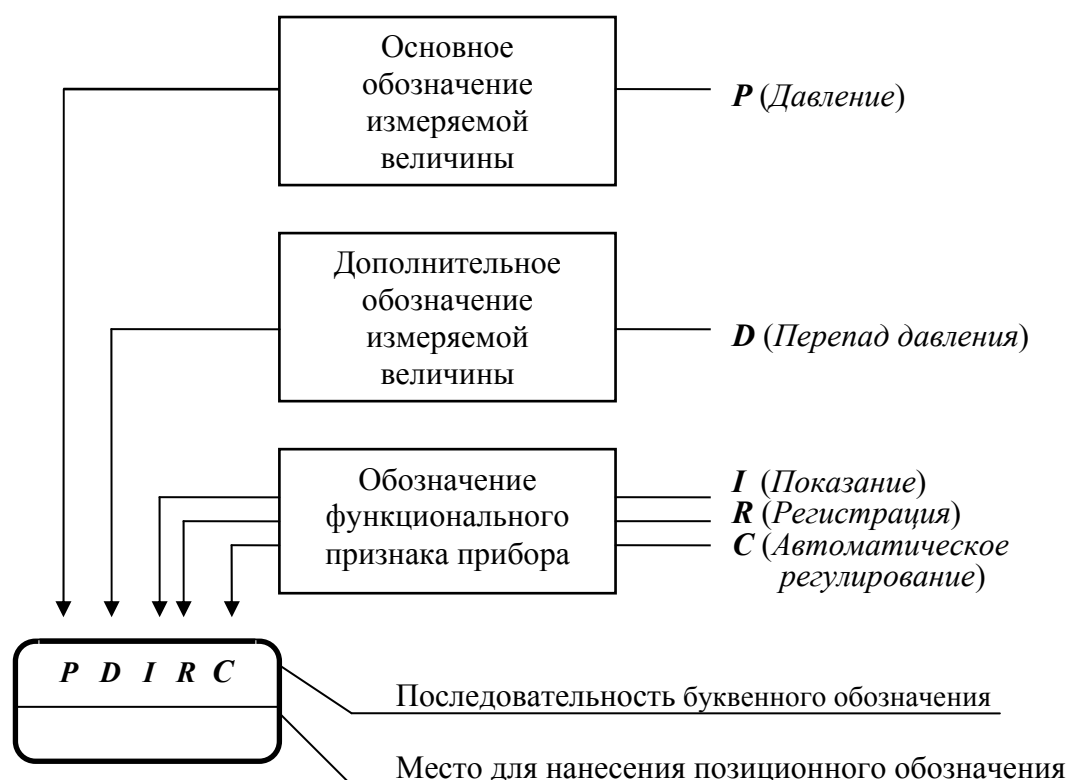 Основное
обозначение
измеряемой
величины
P (Давление)
Дополнительное
обозначение
измеряемой
величины
D (Перепад давления)
Обозначение
функционального
признака прибора
I (Показание)
R (Регистрация)
C (Автоматическое
регулирование)
P D I R C
Последовательность буквенного обозначения
Место для нанесения позиционного обозначения